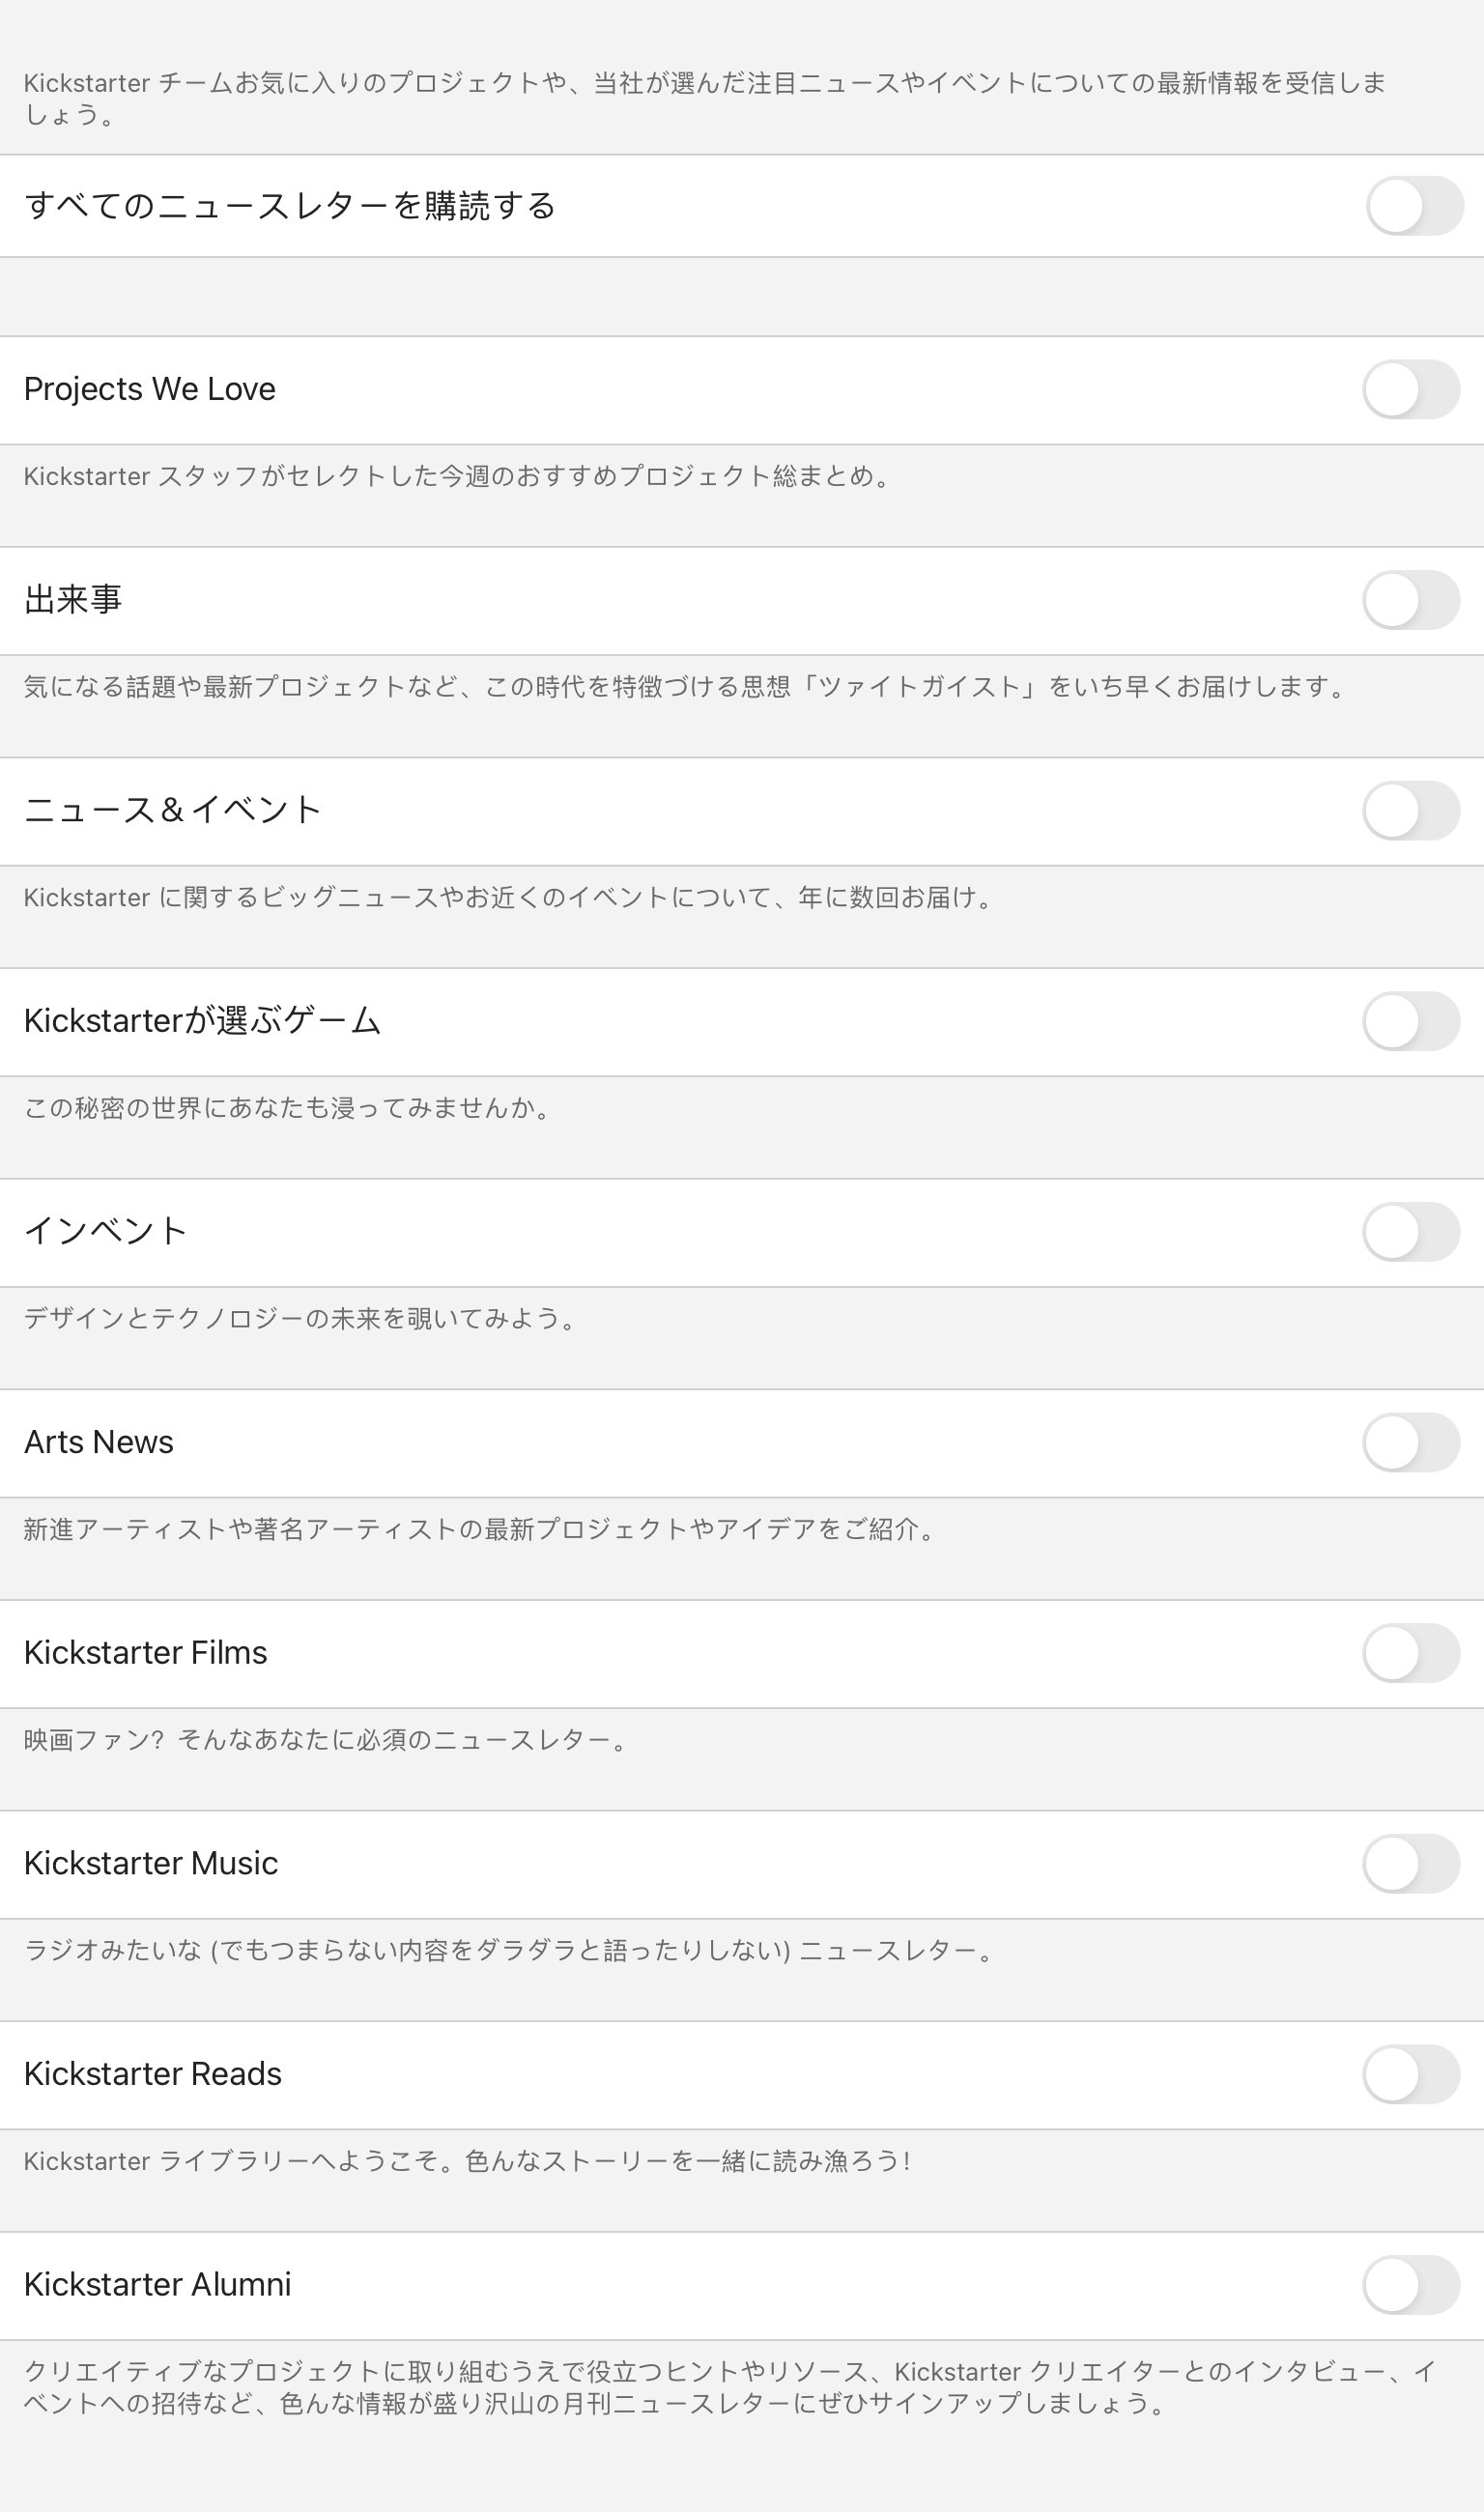 Kickstarter チームお気に入りのプロジェクトや、当社が選んだ注目ニュースやイベントについての最新情報を受信しま
しょう。
すべてのニュースレターを購読する
Projects We Love
Kickstarter スタッフがセレクトした今週のおすすめプロジェクト総まとめ。
出来事
気になる話題や最新プロジェクトなど、この時代を特徴づける思想「ツァイトガイスト」をいち早くお届けします。
ニュース＆イベント
Kickstarter に関するビッグニュースやお近くのイベントについて、年に数回お届け。
Kickstarterが選ぶゲーム
この秘密の世界にあなたも浸ってみませんか。
インベント
デザインとテクノロジーの未来を覗いてみよう。
Arts News
新進アーティストや著名アーティストの最新プロジェクトやアイデアをご紹介。
Kickstarter Films
映画ファン? そんなあなたに必須のニュースレター。
Kickstarter Music
ラジオみたいな (でもつまらない内容をダラダラと語ったりしない) ニュースレター。
Kickstarter Reads
Kickstarter ライブラリーへようこそ。色んなストーリーを一緒に読み漁ろう!
Kickstarter Alumni
クリエイティブなプロジェクトに取り組むうえで役立つヒントやリソース、Kickstarter クリエイターとのインタビュー、イ
ベントへの招待など、色んな情報が盛り沢山の月刊ニュースレターにぜひサインアップしましょう。